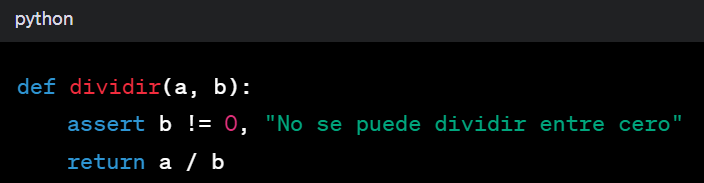 python
def dividir(a, b):
    assert b != 0, "No se puede dividir entre cero"
    return a / b